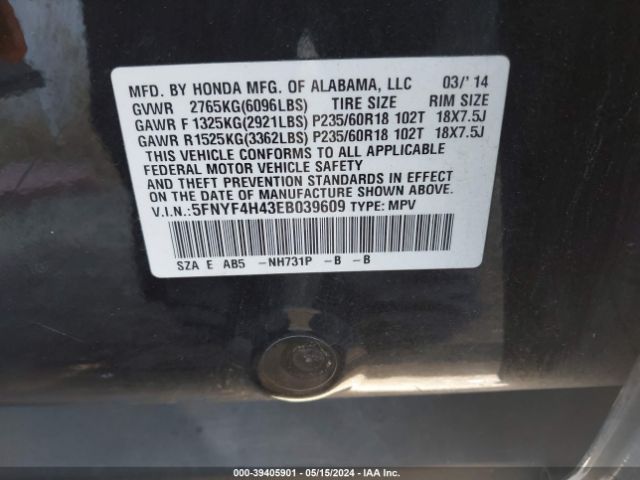 MFD. BY HONDA MFG. OF ALABAMA, LLC 03/'14
GVWR 2765KG(6096LBS) TIRE SIZE RIM SIZE
GAWR F 1325KG(2921LBS) P235/60R18 102T 18X7.5J
GAWR R 1525KG(3362LBS) P235/60R18 102T 18X7.5J
THIS VEHICLE CONFORMS TO ALL APPLICABLE
FEDERAL MOTOR VEHICLE SAFETY
AND THEFT PREVENTION STANDARDS IN EFFECT
ON THE DATE OF MANUFACTURE SHOWN ABOVE.
V.I.N.:5FNYF4H43EB039609 TYPE: MPV
SZA E AB5 -NH731P -B -B
000-39405901 - 05/15/2024 - IAA Inc.